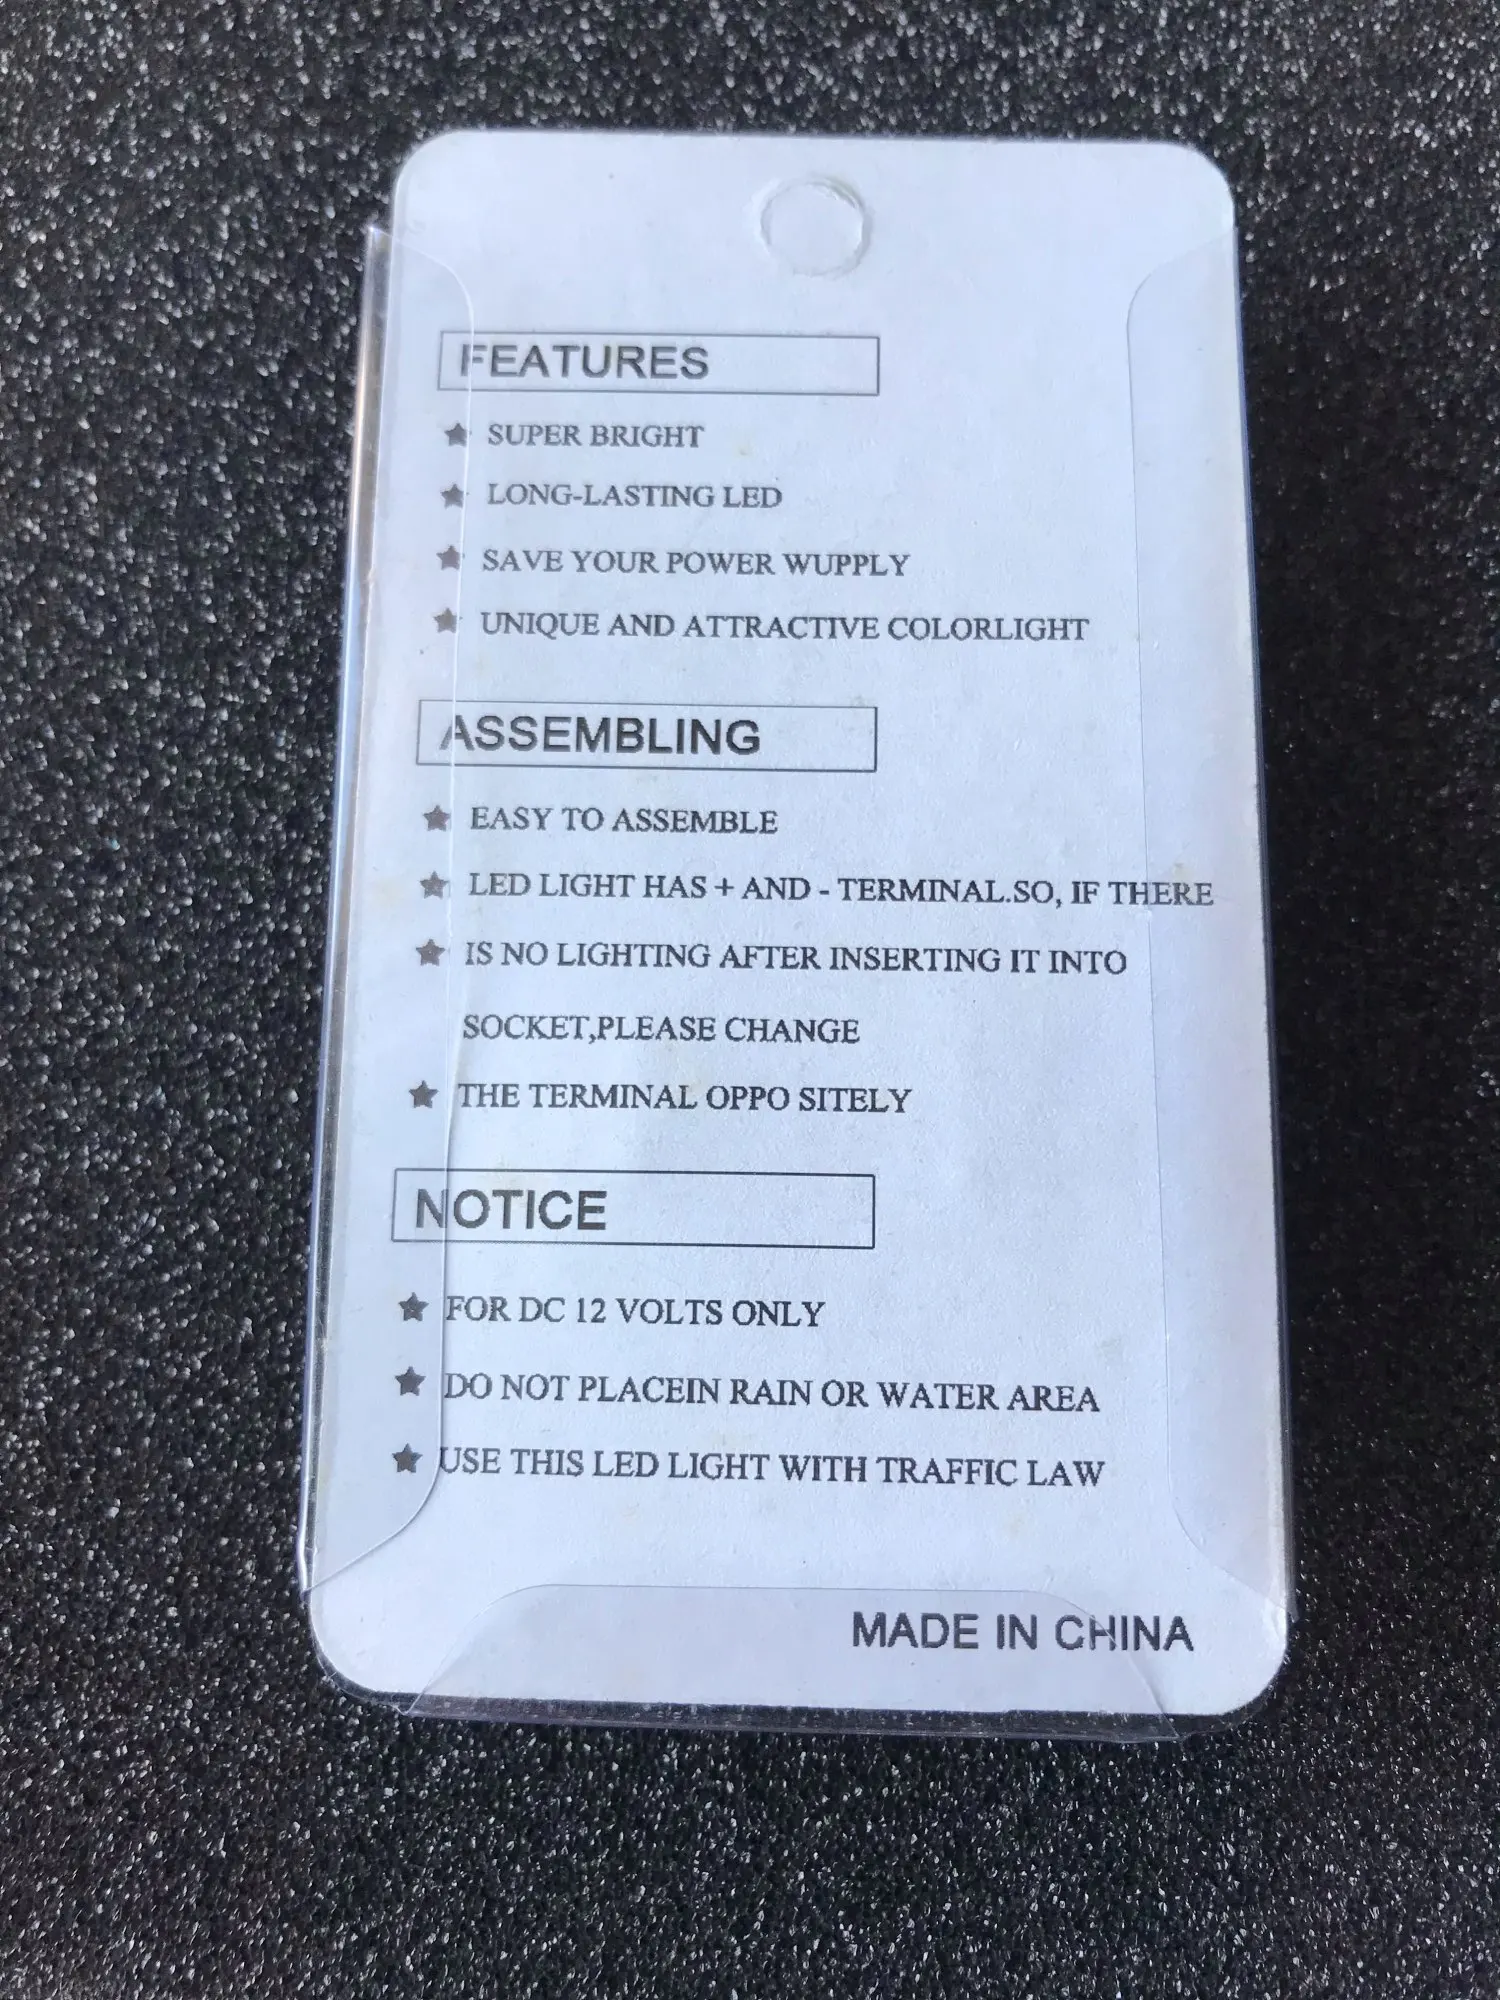 FEATURES
★ SUPER BRIGHT
★ LONG-LASTING LED
★ SAVE YOUR POWER WUPPLY
★ UNIQUE AND ATTRACTIVE COLORLIGHT
ASSEMBLING
★ EASY TO ASSEMBLE
★ LED LIGHT HAS + AND - TERMINAL.SO, IF THERE
★ IS NO LIGHTING AFTER INSERTING IT INTO
SOCKET,PLEASE CHANGE
★ THE TERMINAL OPPO SITELY
NOTICE
★ FOR DC 12 VOLTS ONLY
★ DO NOT PLACEIN RAIN OR WATER AREA
★ USE THIS LED LIGHT WITH TRAFFIC LAW
MADE IN CHINA